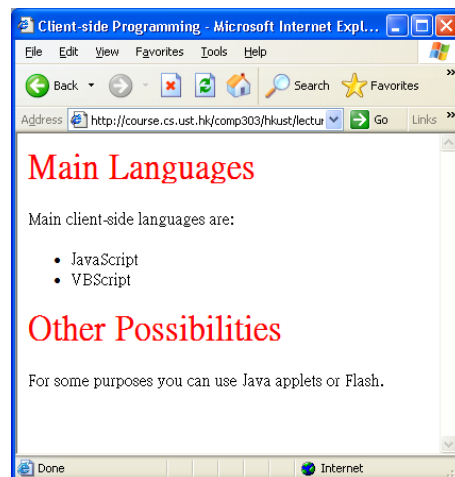 Client-side Programming - Microsoft Internet Expl...
File Edit View Favorites Tools Help
Back Search Favorites »
Address http://course.cs.ust.hk/comp303/hkust/lectur Go Links »
Main Languages
Main client-side languages are:
• JavaScript
• VBScript
Other Possibilities
For some purposes you can use Java applets or Flash.
Done Internet